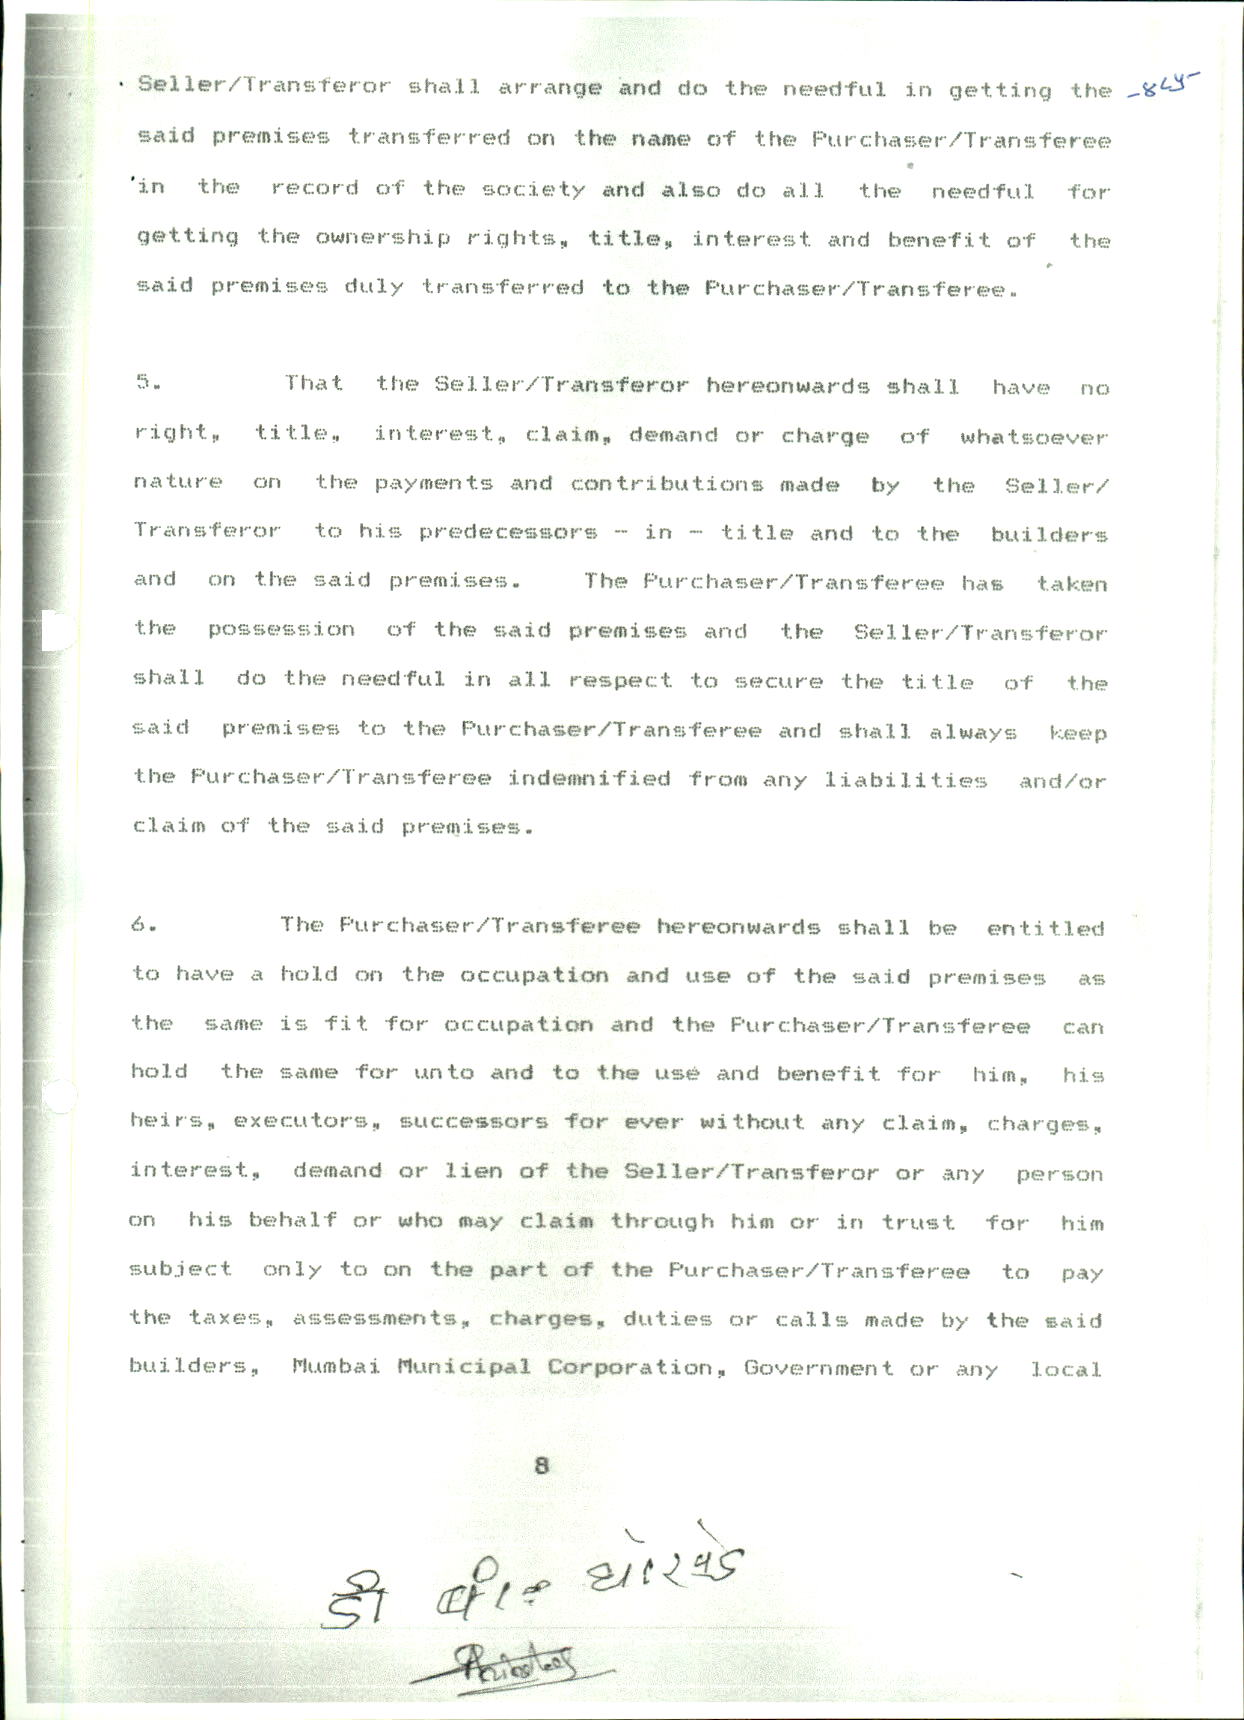 Seller/Transferor shall arrange and do the needful in getting the
said premises transferred on the name of the Purchaser/Transferee
in the record of the society and also do all the needful for
getting the ownership rights, title, interest and benefit of the
said premises duly transferred to the Purchaser/Transferee.
5. That the Seller/Transferor hereonwards shall have no
right, title, interest, claim, demand or charge of whatsoever
nature on the payments and contributions made by the Seller/
Transferor to his predecessors - in - title and to the builders
and on the said premises. The Purchaser/Transferee has taken
the possession of the said premises and the Seller/Transferor
shall do the needful in all respect to secure the title of the
said premises to the Purchaser/Transferee and shall always keep
the Purchaser/Transferee indemnified from any liabilities and/or
claim of the said premises.
6. The Purchaser/Transferee hereonwards shall be entitled
to have a hold on the occupation and use of the said premises as
the same is fit for occupation and the Purchaser/Transferee can
hold the same for unto and to the use and benefit for him, his
heirs, executors, successors for ever without any claim, charges,
interest, demand or lien of the Seller/Transferor or any person
on his behalf or who may claim through him or in trust for him
subject only to on the part of the Purchaser/Transferee to pay
the taxes, assessments, charges, duties or calls made by the said
builders, Mumbai Municipal Corporation, Government or any local
8
डी